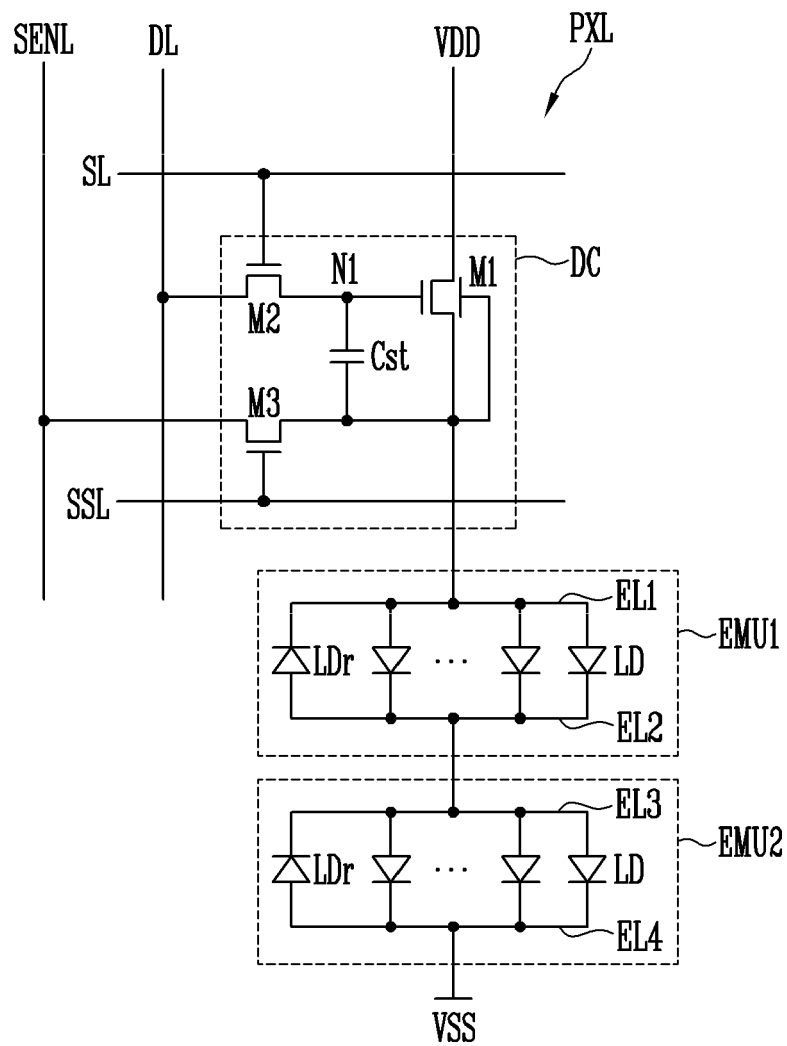 SENL DL VDD PXL
SL
DC
N1 M1
M2
Cst
M3
SSL
EL1
EMU1
LDr ... LD
EL2
EL3
EMU2
LDr ... LD
EL4
VSS